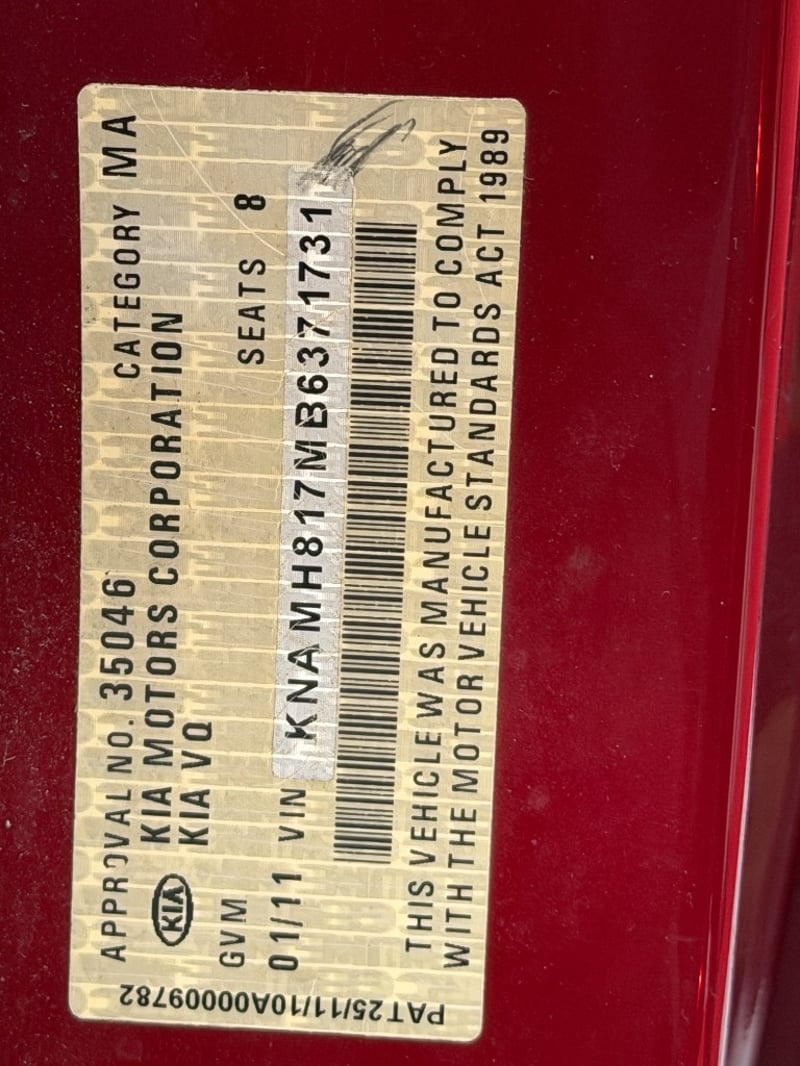 APPROVAL NO. 35046 CATEGORY MA
KIA KIA MOTORS CORPORATION
KIA VQ
GVM SEATS 8
01/11 VIN KNAMH817MB6371731
THIS VEHICLE WAS MANUFACTURED TO COMPLY
WITH THE MOTOR VEHICLE STANDARDS ACT 1989
PAT25/11/10A00009782